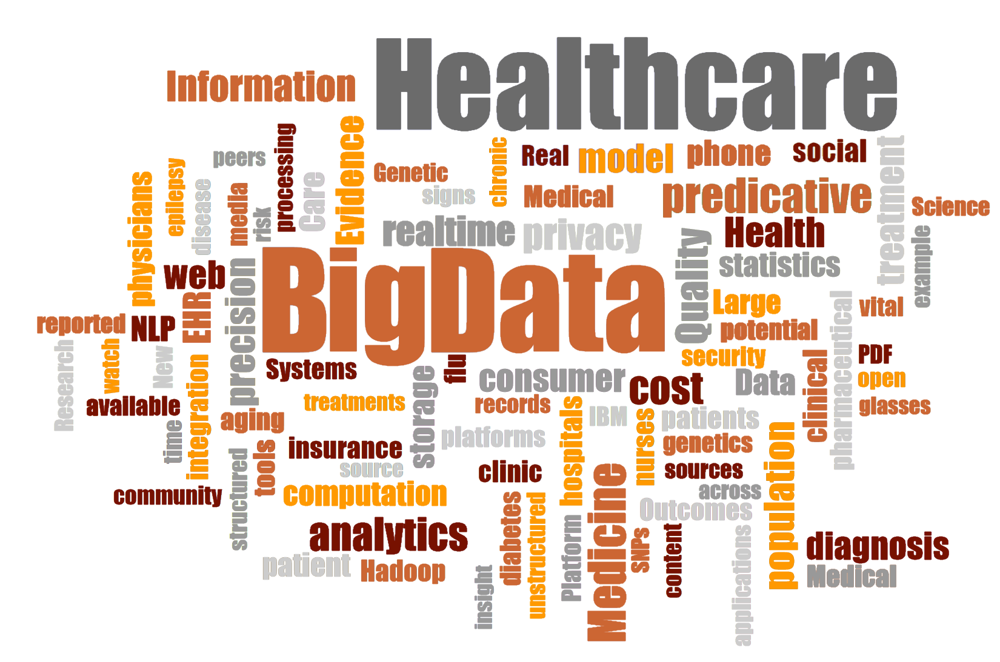 Healthcare
Information
Evidence
processing
peers
chronic
Real
model
phone
social
treatment
epilepsy
physicians
disease
media
risk
Care
Genetic
signs
Medical
predicative
Science
realtime
privacy
Quality
Health
example
statistics
web
precision
BigData
EHR
Large
vital
pharmaceutical
reported
NLP
potential
Research
watch
New
integration
Systems
flu
storage
consumer
cost
security
Data
clinical
PDF
open
available
treatments
records
hospitals
IBM
nurses
patients
glasses
time
aging
tools
structured
insurance
platforms
genetics
population
source
clinic
sources
community
computation
Medicine
across
diabetes
unstructured
Outcomes
analytics
Platform
SNPs
content
applications
diagnosis
patient
Hadoop
insight
Medical